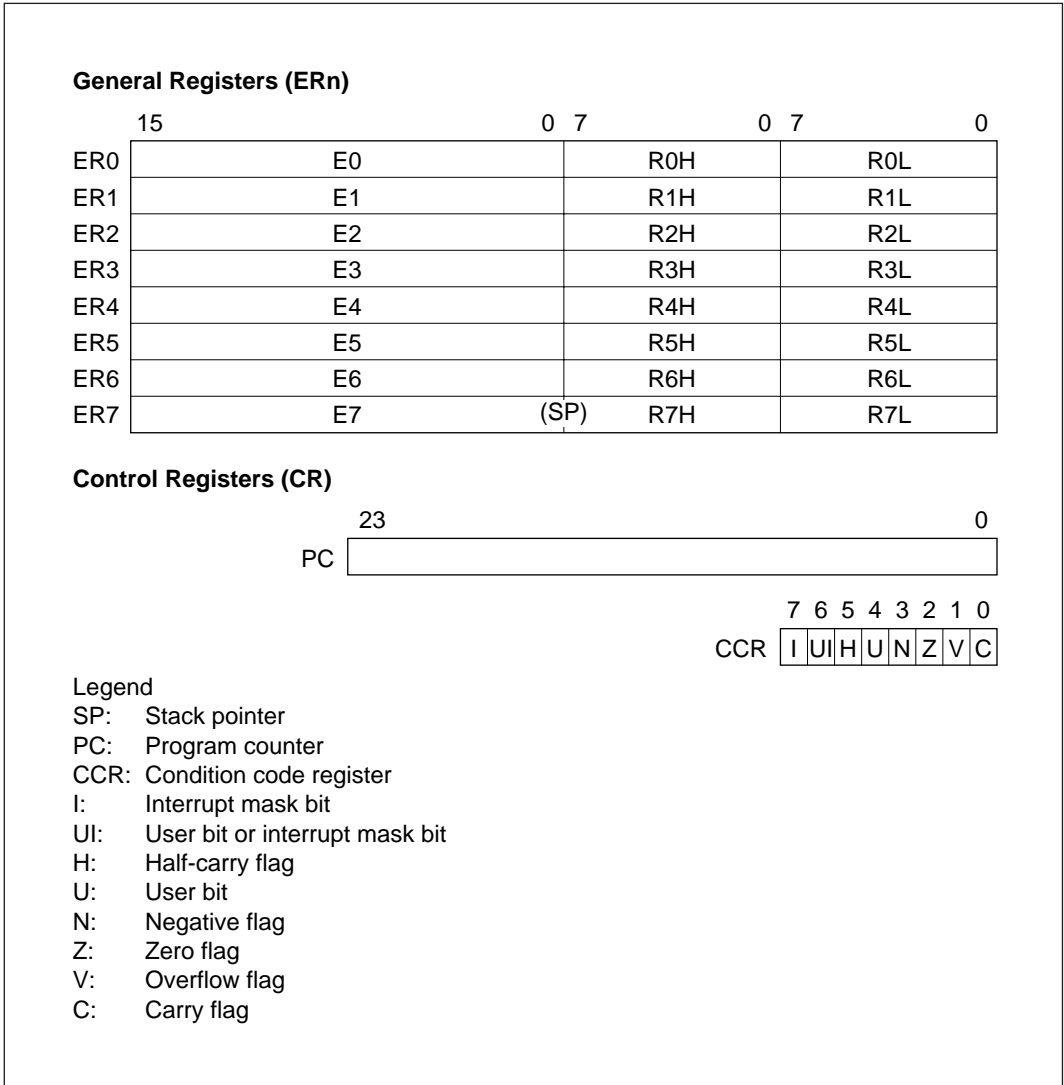 General Registers (ERn)
15 0 7 0 7 0
ER0 E0 R0H R0L
ER1 E1 R1H R1L
ER2 E2 R2H R2L
ER3 E3 R3H R3L
ER4 E4 R4H R4L
ER5 E5 R5H R5L
ER6 E6 R6H R6L
ER7 E7 (SP) R7H R7L
Control Registers (CR)
23 0
PC
7 6 5 4 3 2 1 0
CCR I UI H U N Z V C
Legend
SP: Stack pointer
PC: Program counter
CCR: Condition code register
I: Interrupt mask bit
UI: User bit or interrupt mask bit
H: Half-carry flag
U: User bit
N: Negative flag
Z: Zero flag
V: Overflow flag
C: Carry flag